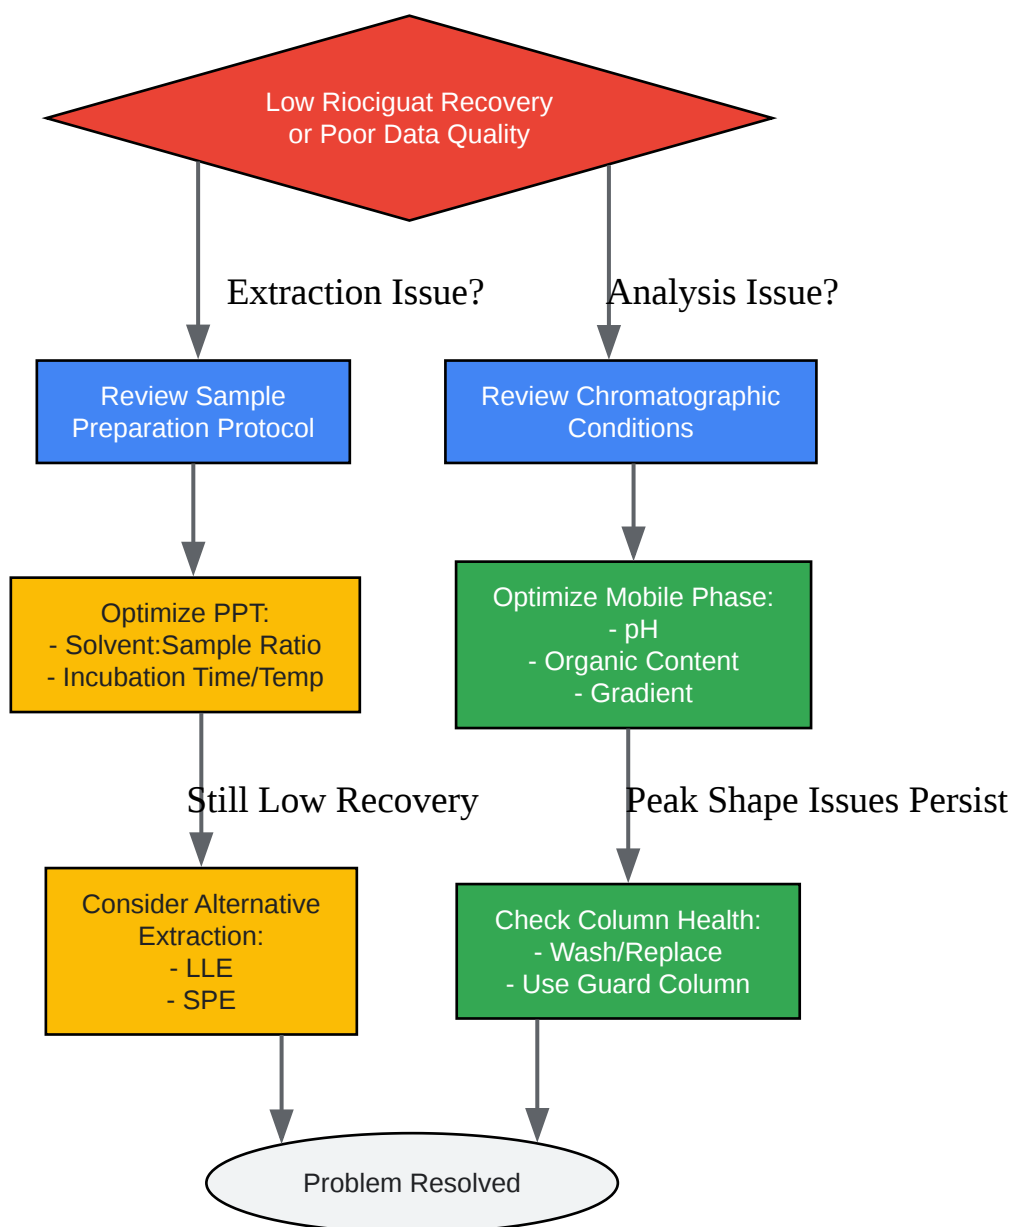 Low Riociguat Recovery
or Poor Data Quality
Extraction Issue?
Analysis Issue?
Review Sample
Preparation Protocol
Review Chromatographic
Conditions
Optimize PPT:
- Solvent:Sample Ratio
- Incubation Time/Temp
Optimize Mobile Phase:
- pH
- Organic Content
- Gradient
Still Low Recovery
Peak Shape Issues Persist
Consider Alternative
Extraction:
- LLE
- SPE
Check Column Health:
- Wash/Replace
- Use Guard Column
Problem Resolved